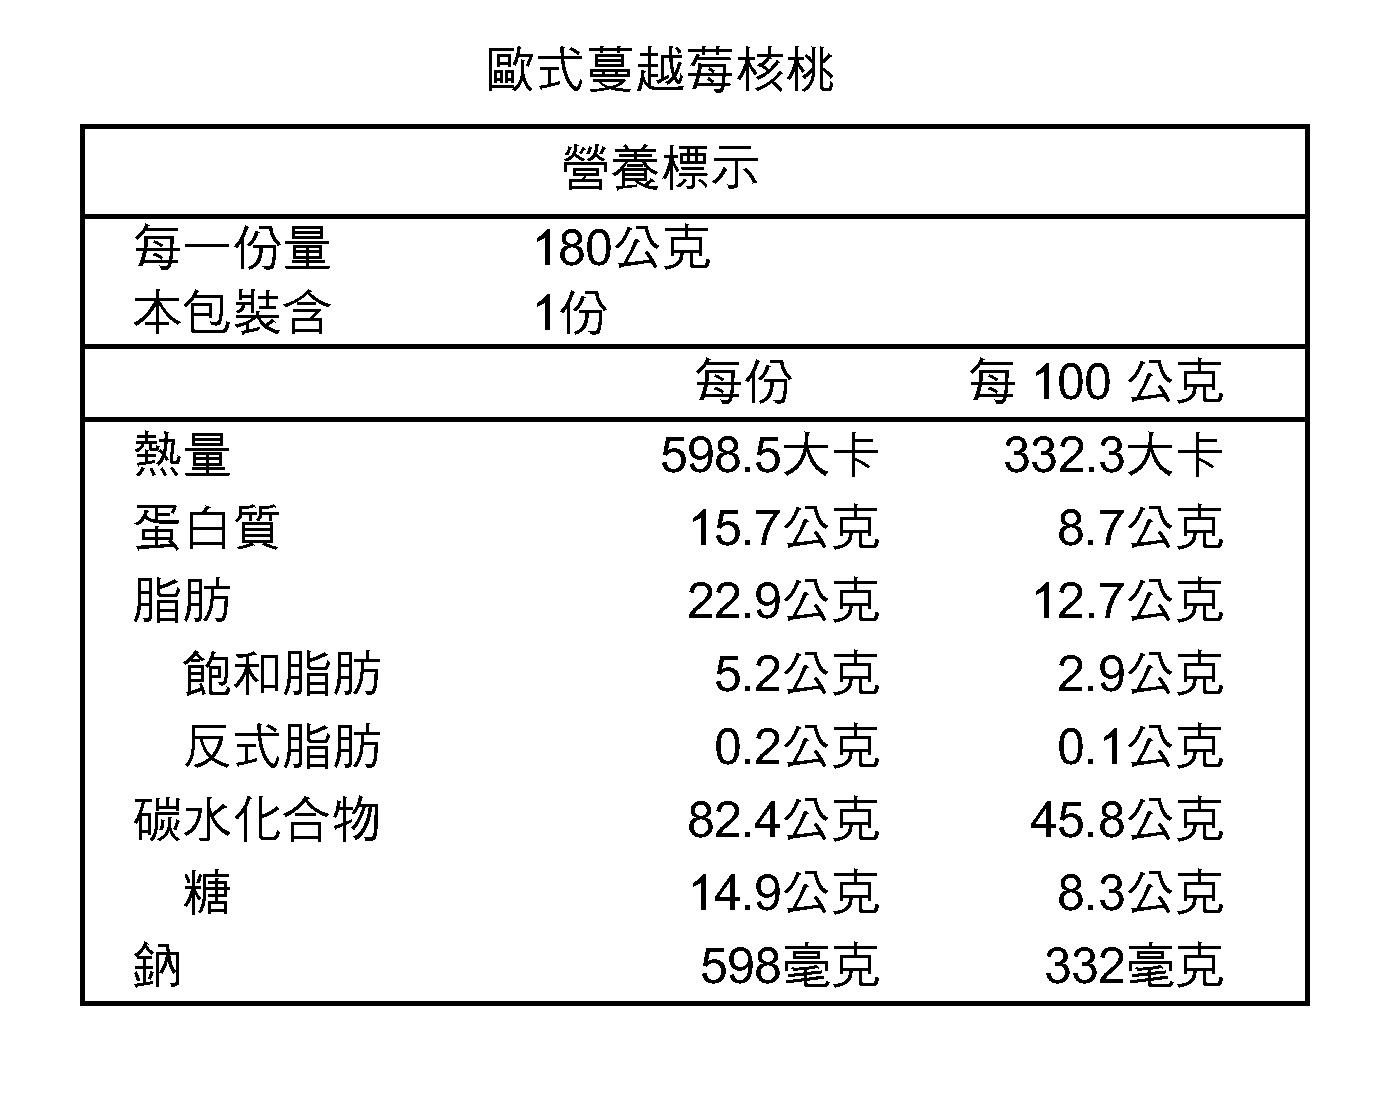 歐式蔓越莓核桃
營養標示
每一份量 180公克
本包裝含 1份
每份 每 100 公克
熱量 598.5大卡 332.3大卡
蛋白質 15.7公克 8.7公克
脂肪 22.9公克 12.7公克
飽和脂肪 5.2公克 2.9公克
反式脂肪 0.2公克 0.1公克
碳水化合物 82.4公克 45.8公克
糖 14.9公克 8.3公克
鈉 598毫克 332毫克